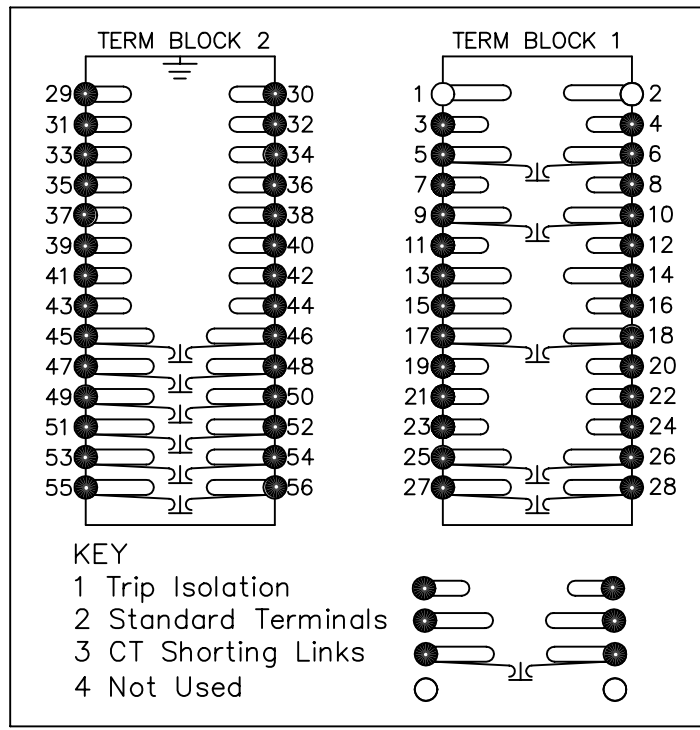 TERM BLOCK 2 TERM BLOCK 1
29 30 1 2
31 32 3 4
33 34 5 6
35 36 7 8
37 38 9 10
39 40 11 12
41 42 13 14
43 44 15 16
45 46 17 18
47 48 19 20
49 50 21 22
51 52 23 24
53 54 25 26
55 56 27 28
KEY
1 Trip Isolation
2 Standard Terminals
3 CT Shorting Links
4 Not Used